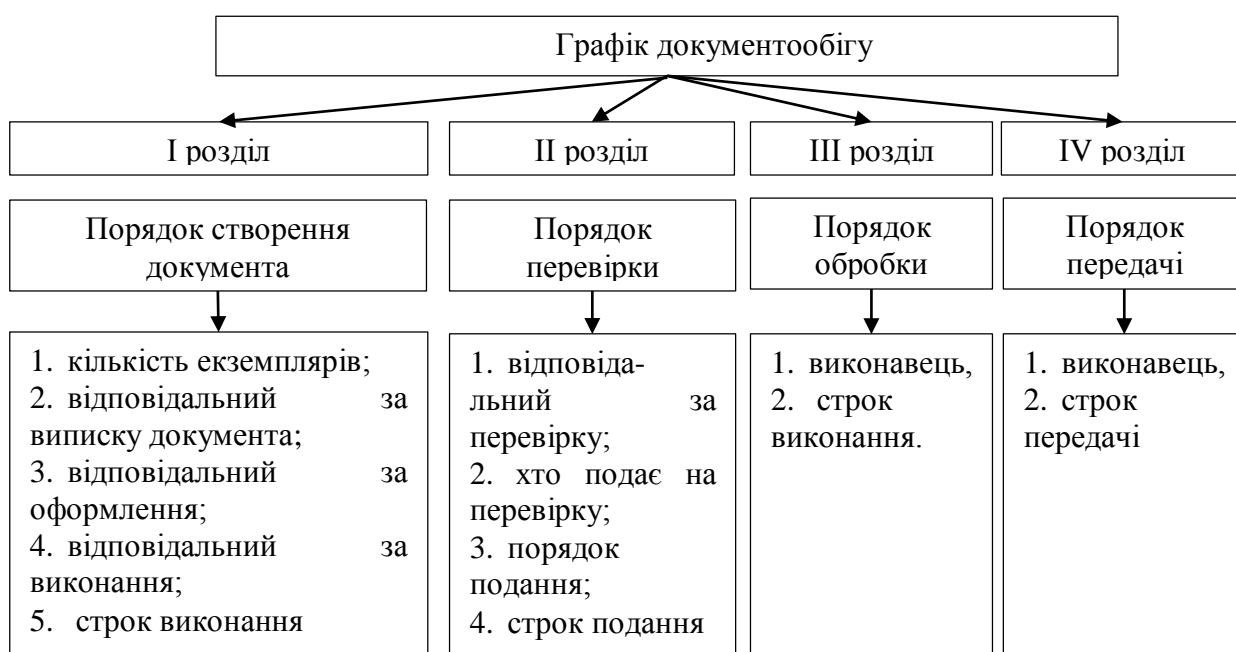 Графік документообігу
I розділ
II розділ
III розділ
IV розділ
Порядок створення
документа
Порядок
перевірки
Порядок
обробки
Порядок
передачі
1. кількість екземплярів;
2. відповідальний за
виписку документа;
3. відповідальний за
оформлення;
4. відповідальний за
виконання;
5. строк виконання
1. відповіда-
льний за
перевірку;
2. хто подає на
перевірку;
3. порядок
подання;
4. строк подання
1. виконавець,
2. строк
виконання.
1. виконавець,
2. строк
передачі